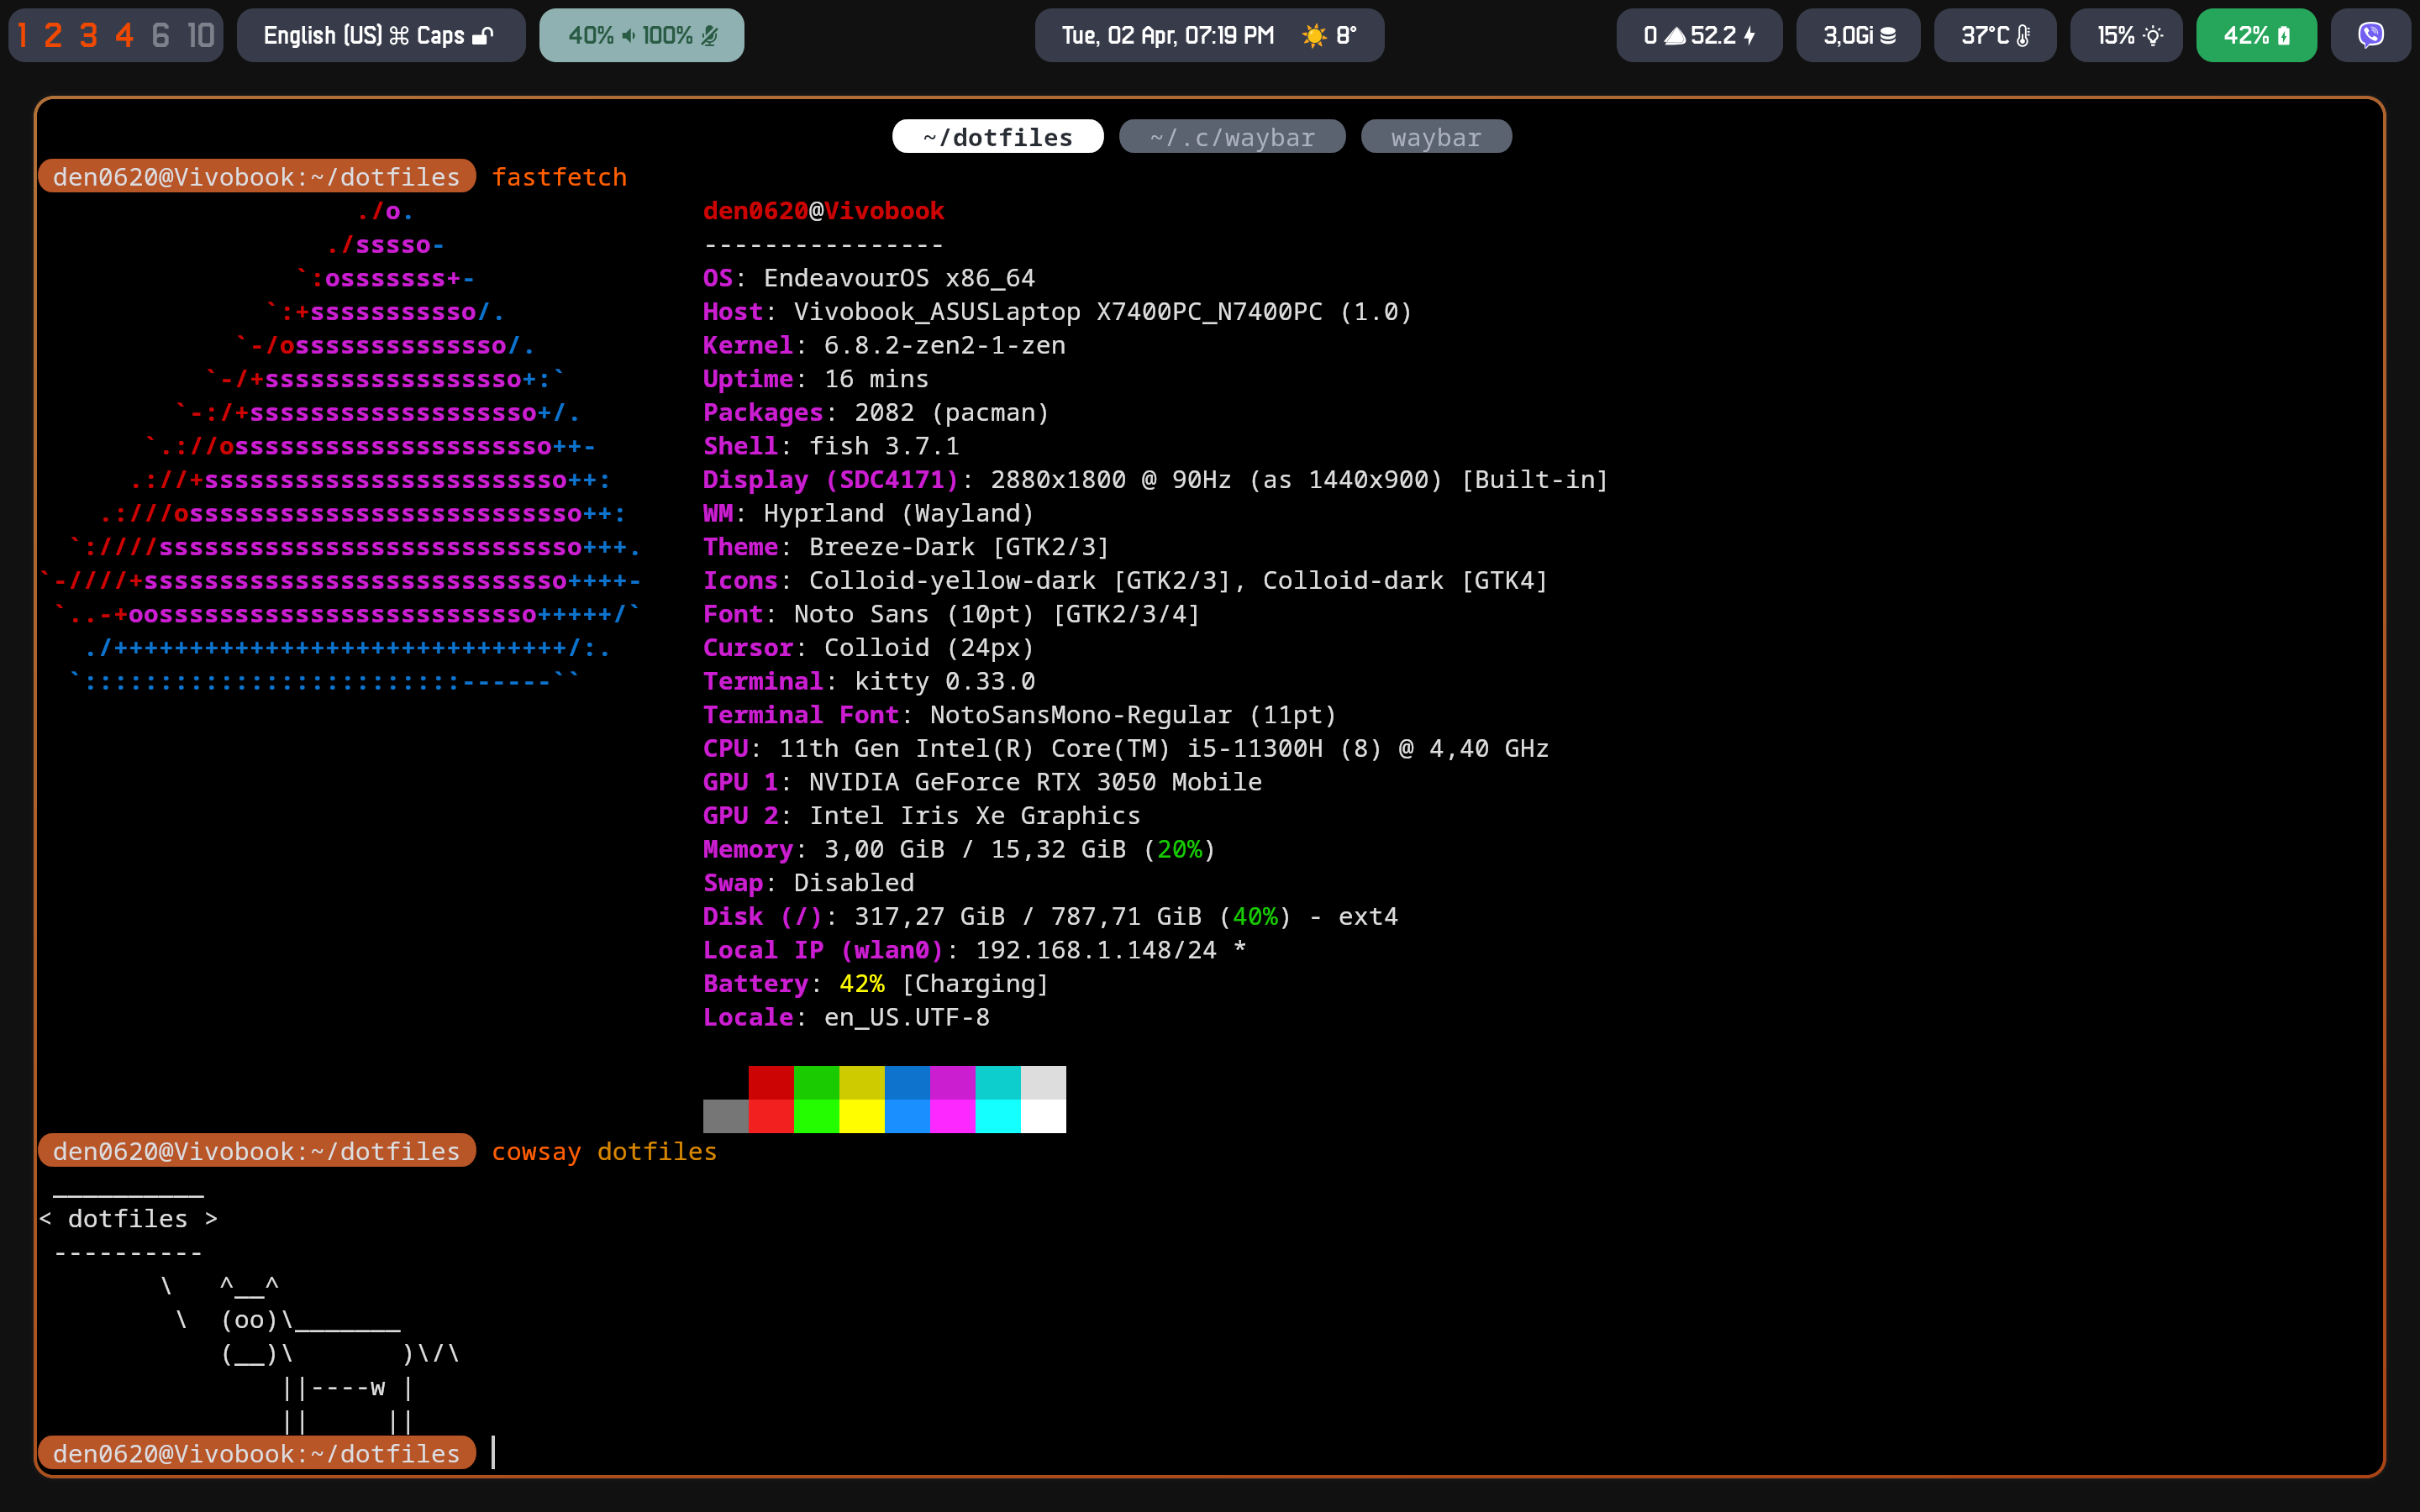 1 2 3 4 6 10 English (US) ⌘ Caps 40% 100% Tue, 02 Apr, 07:19 PM ☀️ 8° 0 52.2 3,0Gi 37°C 15% 42%
~/dotfiles ~/.c/waybar waybar
den0620@Vivobook:~/dotfiles fastfetch
./o. den0620@Vivobook
./sssso- ----------------
`:osssssss+- OS: EndeavourOS x86_64
`:+sssssssssso/. Host: Vivobook_ASUSLaptop X7400PC_N7400PC (1.0)
`-/ossssssssssssso/. Kernel: 6.8.2-zen2-1-zen
`-/+sssssssssssssssso+:` Uptime: 16 mins
`-:/+sssssssssssssssssso+/. Packages: 2082 (pacman)
`.://osssssssssssssssssssso++- Shell: fish 3.7.1
.://+ssssssssssssssssssssssso++: Display (SDC4171): 2880x1800 @ 90Hz (as 1440x900) [Built-in]
.:///ossssssssssssssssssssssssso++: WM: Hyprland (Wayland)
`:////ssssssssssssssssssssssssssso+++. Theme: Breeze-Dark [GTK2/3]
`-////+ssssssssssssssssssssssssssso++++- Icons: Colloid-yellow-dark [GTK2/3], Colloid-dark [GTK4]
`..-+oosssssssssssssssssssssssso+++++/` Font: Noto Sans (10pt) [GTK2/3/4]
./++++++++++++++++++++++++++++++/:. Cursor: Colloid (24px)
`:::::::::::::::::::::::::------`` Terminal: kitty 0.33.0
Terminal Font: NotoSansMono-Regular (11pt)
CPU: 11th Gen Intel(R) Core(TM) i5-11300H (8) @ 4,40 GHz
GPU 1: NVIDIA GeForce RTX 3050 Mobile
GPU 2: Intel Iris Xe Graphics
Memory: 3,00 GiB / 15,32 GiB (20%)
Swap: Disabled
Disk (/): 317,27 GiB / 787,71 GiB (40%) - ext4
Local IP (wlan0): 192.168.1.148/24 *
Battery: 42% [Charging]
Locale: en_US.UTF-8
den0620@Vivobook:~/dotfiles cowsay dotfiles
__________
< dotfiles >
----------
\   ^__^
\  (oo)\_______
(__)\       )\/\
||----w |
||     ||
den0620@Vivobook:~/dotfiles